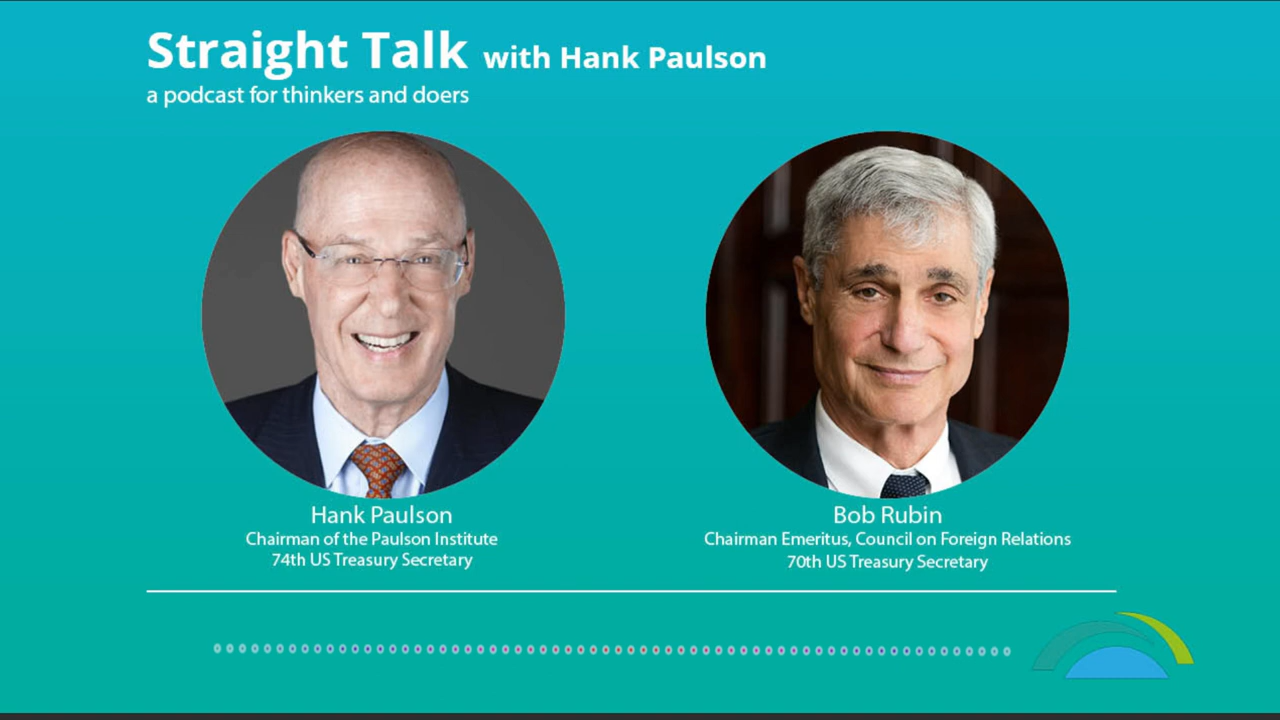 Straight Talk with Hank Paulson
a podcast for thinkers and doers
Hank Paulson
Chairman of the Paulson Institute
74th US Treasury Secretary
Bob Rubin
Chairman Emeritus, Council on Foreign Relations
70th US Treasury Secretary